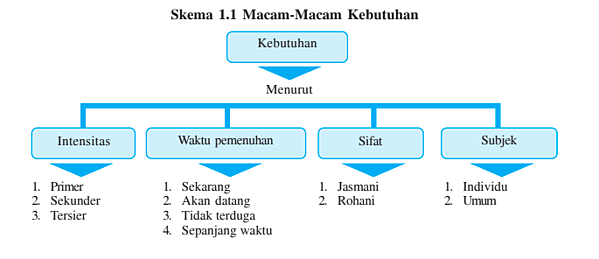 Skema 1.1 Macam-Macam Kebutuhan
Kebutuhan
Menurut
Intensitas
1. Primer
2. Sekunder
3. Tersier
Waktu pemenuhan
1. Sekarang
2. Akan datang
3. Tidak terduga
4. Sepanjang waktu
Sifat
1. Jasmani
2. Rohani
Subjek
1. Individu
2. Umum